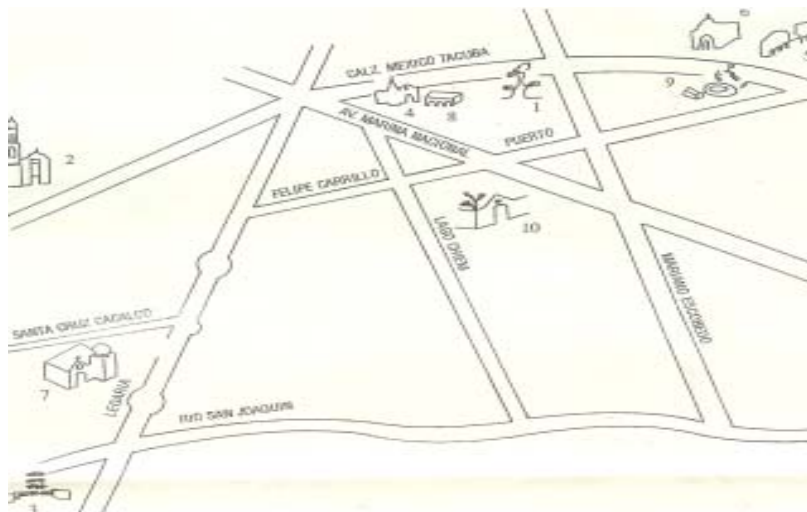 6
CALZ. MEXICO TACUBA
5
9
4
8
1
AV. MARINA NACIONAL
PUERTO
2
FELIPE CARRILLO
10
LAGO CHIEM
MARIANO ESCOBEDO
SANTA CRUZ CACALCO
7
LEGARIA
RIO SAN JOAQUIN
3